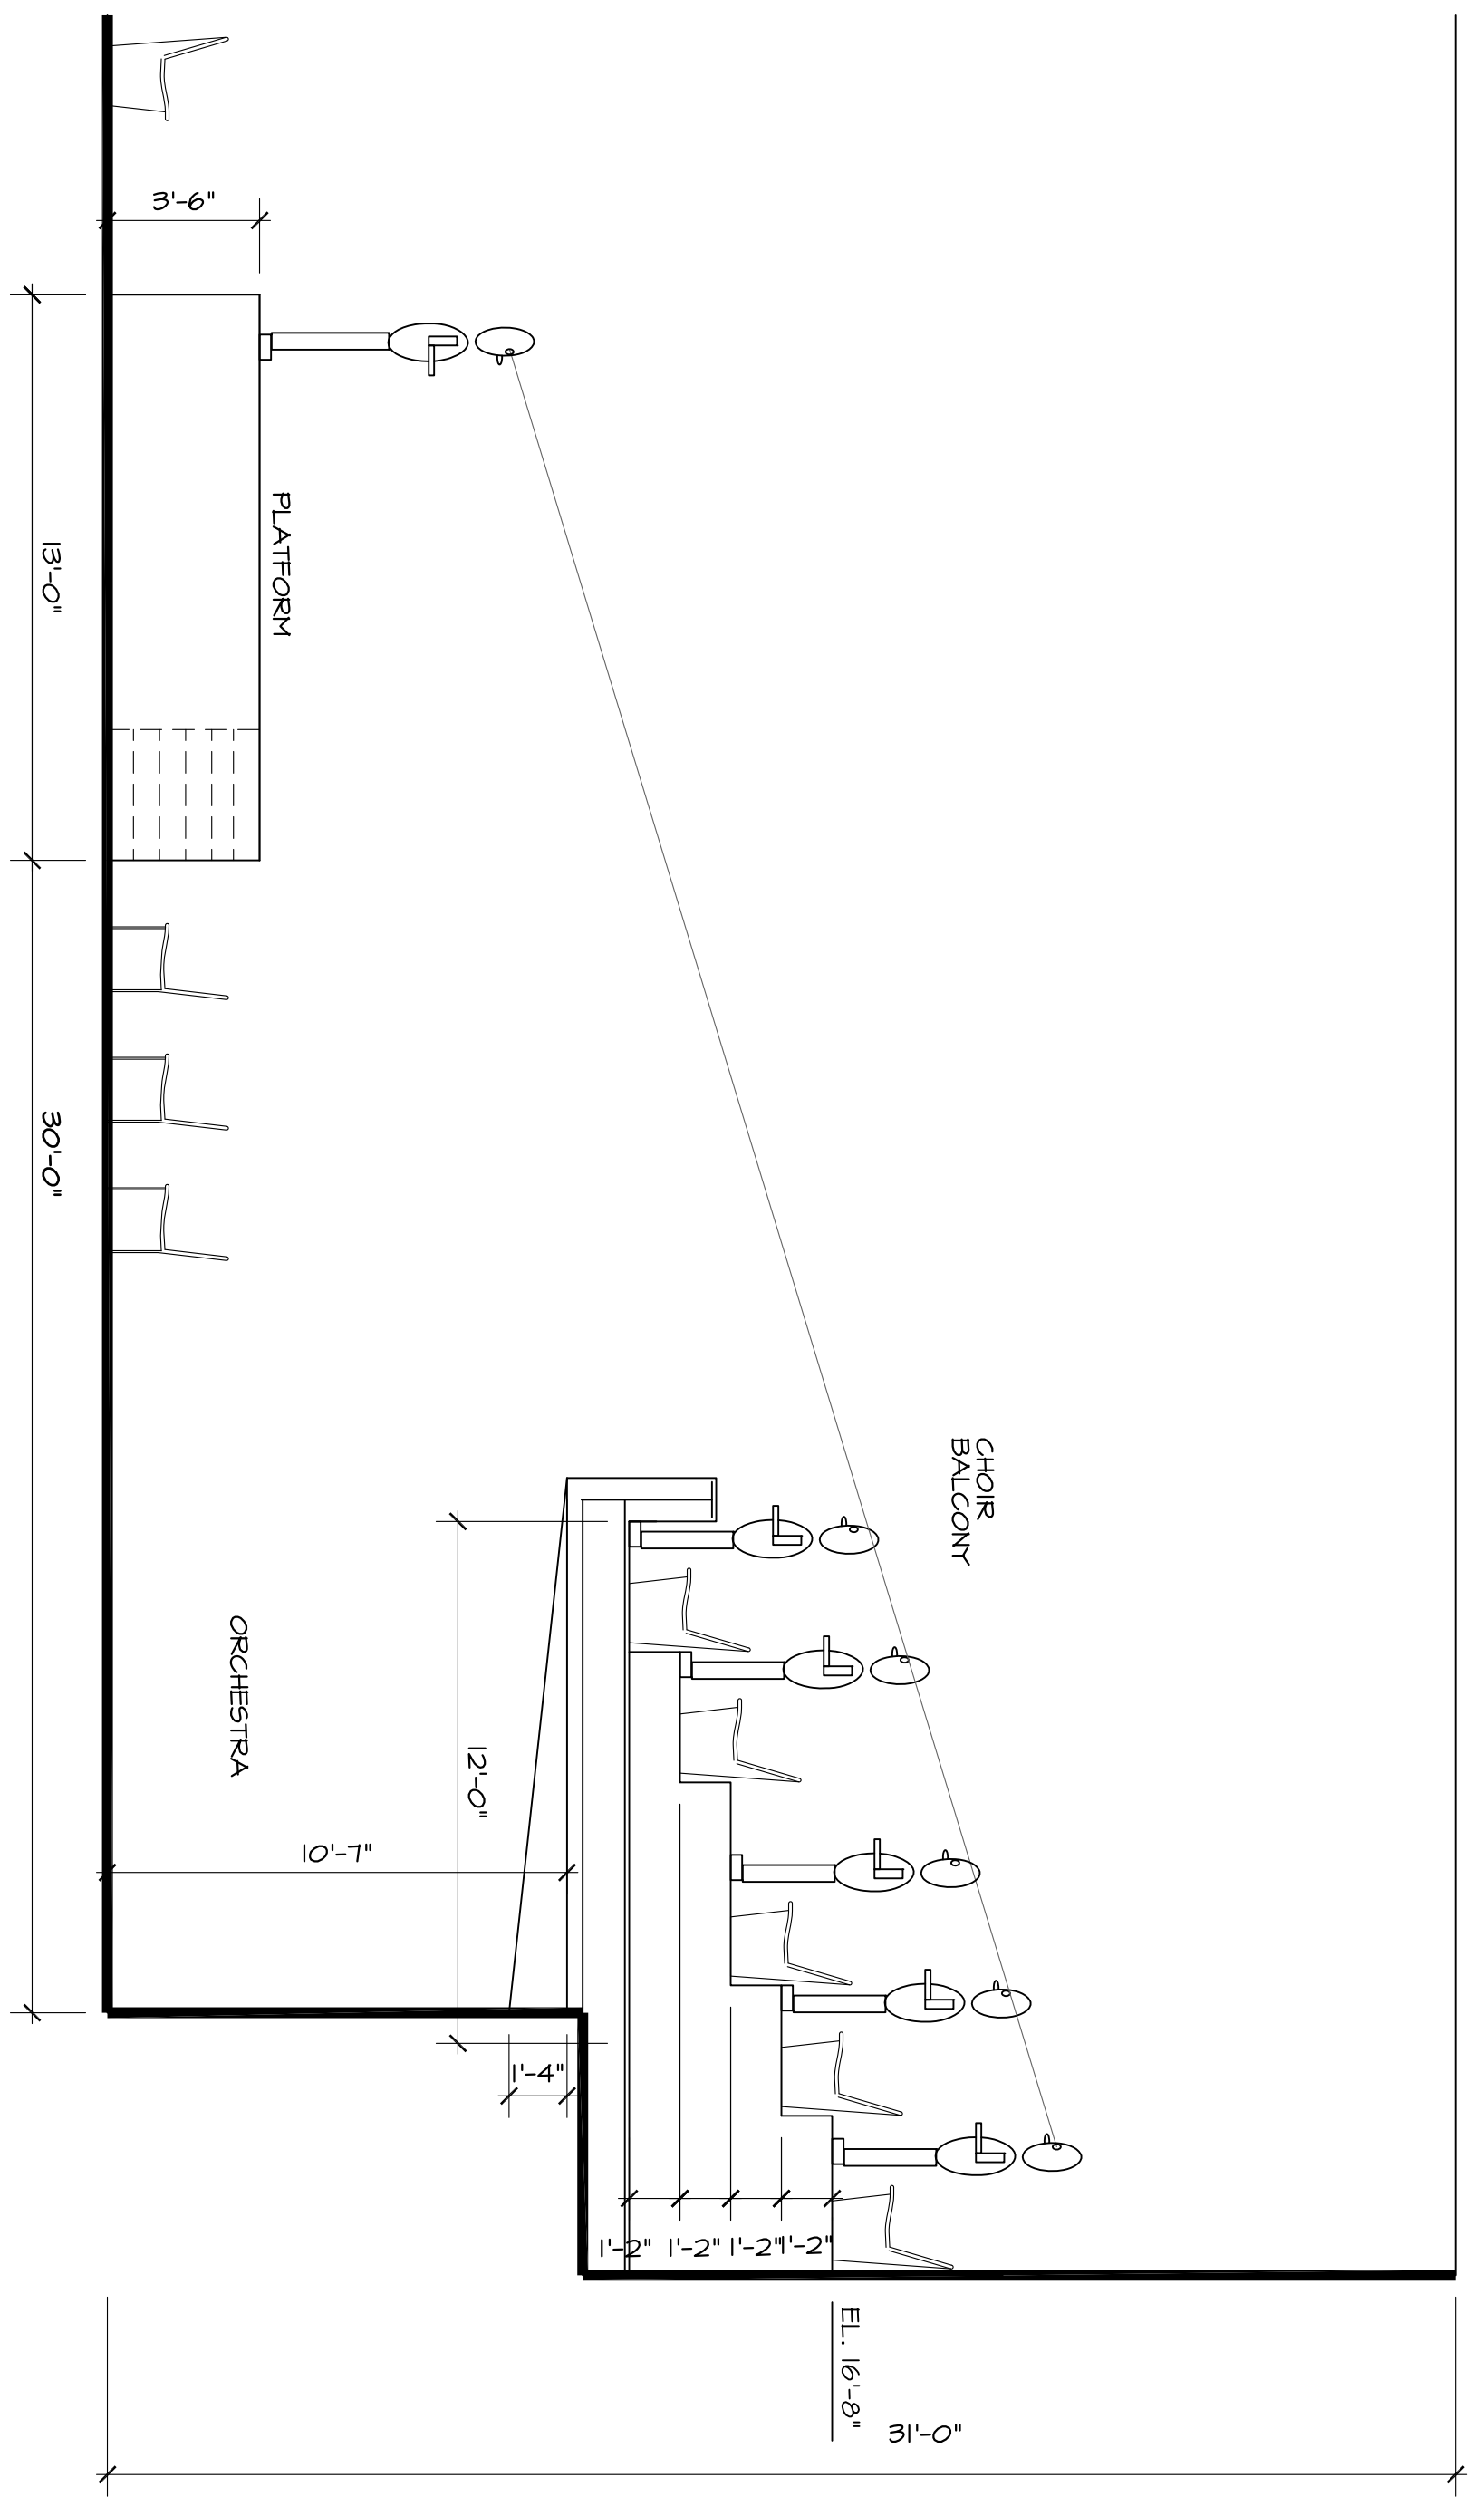 3'-6"
PLATFORM
13'-0"
30'-0"
CHOIR
BALCONY
ORCHESTRA
12'-0"
10'-7"
1'-4"
1'-2"
1'-2"
1'-2"
1'-2"
EL. 16'-8"
31'-0"